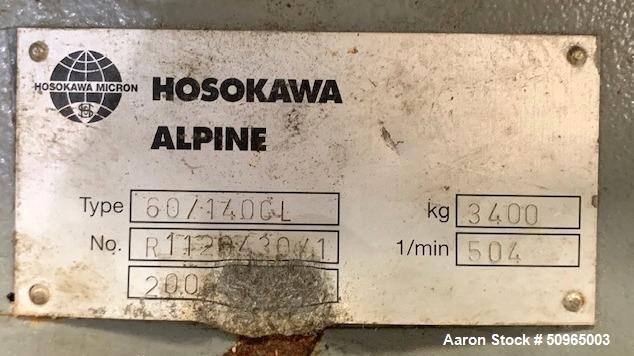 HOSOKAWA MICRON
HOSOKAWA
ALPINE
Type 60/140GL kg 3400
No. 1/min 504
Aaron Stock # 50965003